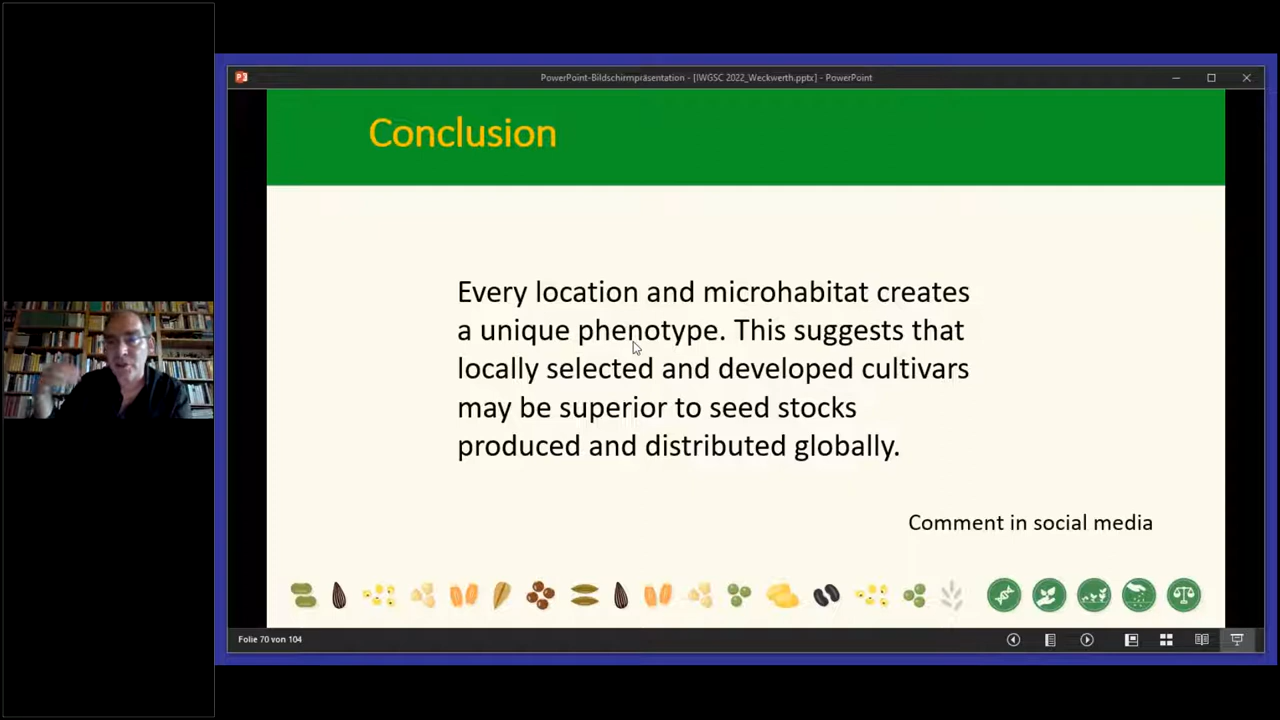 PowerPoint-Bildschirmpräsentation - [IWGSC 2022_Weckwerth.pptx] - PowerPoint
Conclusion
Every location and microhabitat creates
a unique phenotype. This suggests that
locally selected and developed cultivars
may be superior to seed stocks
produced and distributed globally.
Comment in social media
Folie 70 von 104